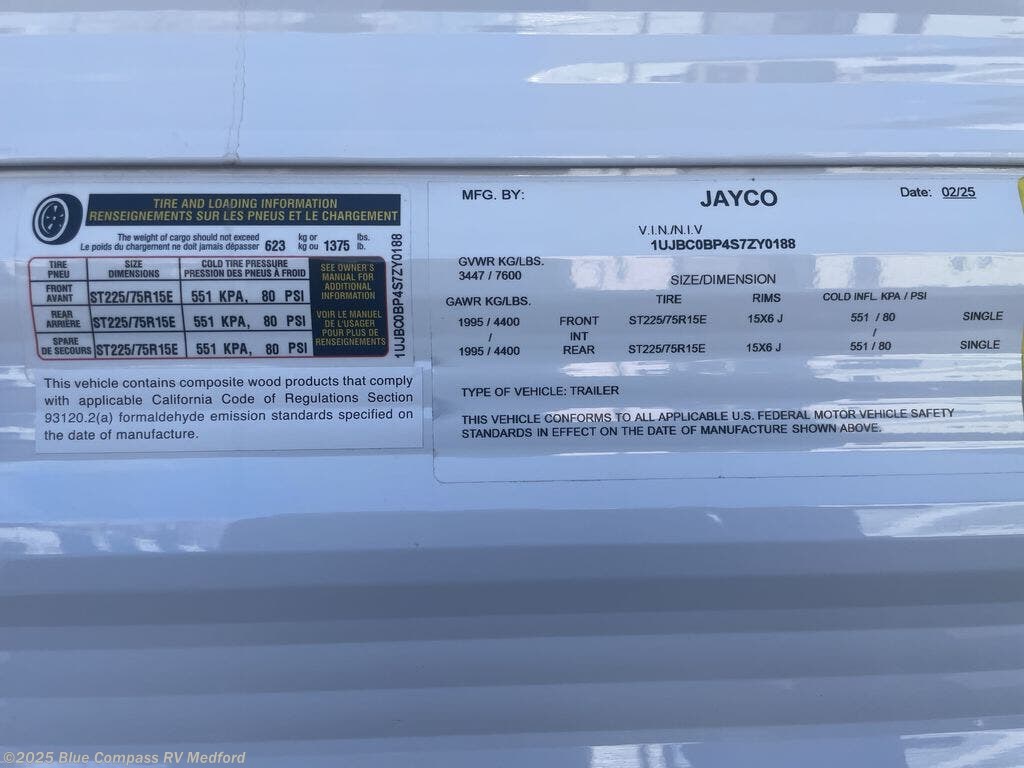 TIRE AND LOADING INFORMATION
RENSEIGNEMENTS SUR LES PNEUS ET LE CHARGEMENT
The weight of cargo should not exceed 623 kg or 1375 lbs.
Le poids du chargement ne doit jamais dépasser kg ou lb.
TIRE PNEU SIZE DIMENSIONS COLD TIRE PRESSURE PRESSION DES PNEUS À FROID
FRONT AVANT ST225/75R15E 551 KPA, 80 PSI
REAR ARRIÈRE ST225/75R15E 551 KPA, 80 PSI
SPARE DE SECOURS ST225/75R15E 551 KPA, 80 PSI
SEE OWNER'S
MANUAL FOR
ADDITIONAL
INFORMATION
VOIR LE MANUEL
DE L'USAGER
POUR PLUS DE
RENSEIGNEMENTS
1UJBC0BP4S7ZY0188
This vehicle contains composite wood products that comply
with applicable California Code of Regulations Section
93120.2(a) formaldehyde emission standards specified on
the date of manufacture.
MFG. BY: JAYCO Date: 02/25
V.I.N./N.I.V
1UJBC0BP4S7ZY0188
GVWR KG/LBS.
3447 / 7600
SIZE/DIMENSION
GAWR KG/LBS. TIRE RIMS COLD INFL. KPA / PSI
1995 / 4400 FRONT ST225/75R15E 15X6 J 551 / 80 SINGLE
/ INT /
1995 / 4400 REAR ST225/75R15E 15X6 J 551 / 80 SINGLE
TYPE OF VEHICLE: TRAILER
THIS VEHICLE CONFORMS TO ALL APPLICABLE U.S. FEDERAL MOTOR VEHICLE SAFETY
STANDARDS IN EFFECT ON THE DATE OF MANUFACTURE SHOWN ABOVE.
©2025 Blue Compass RV Medford